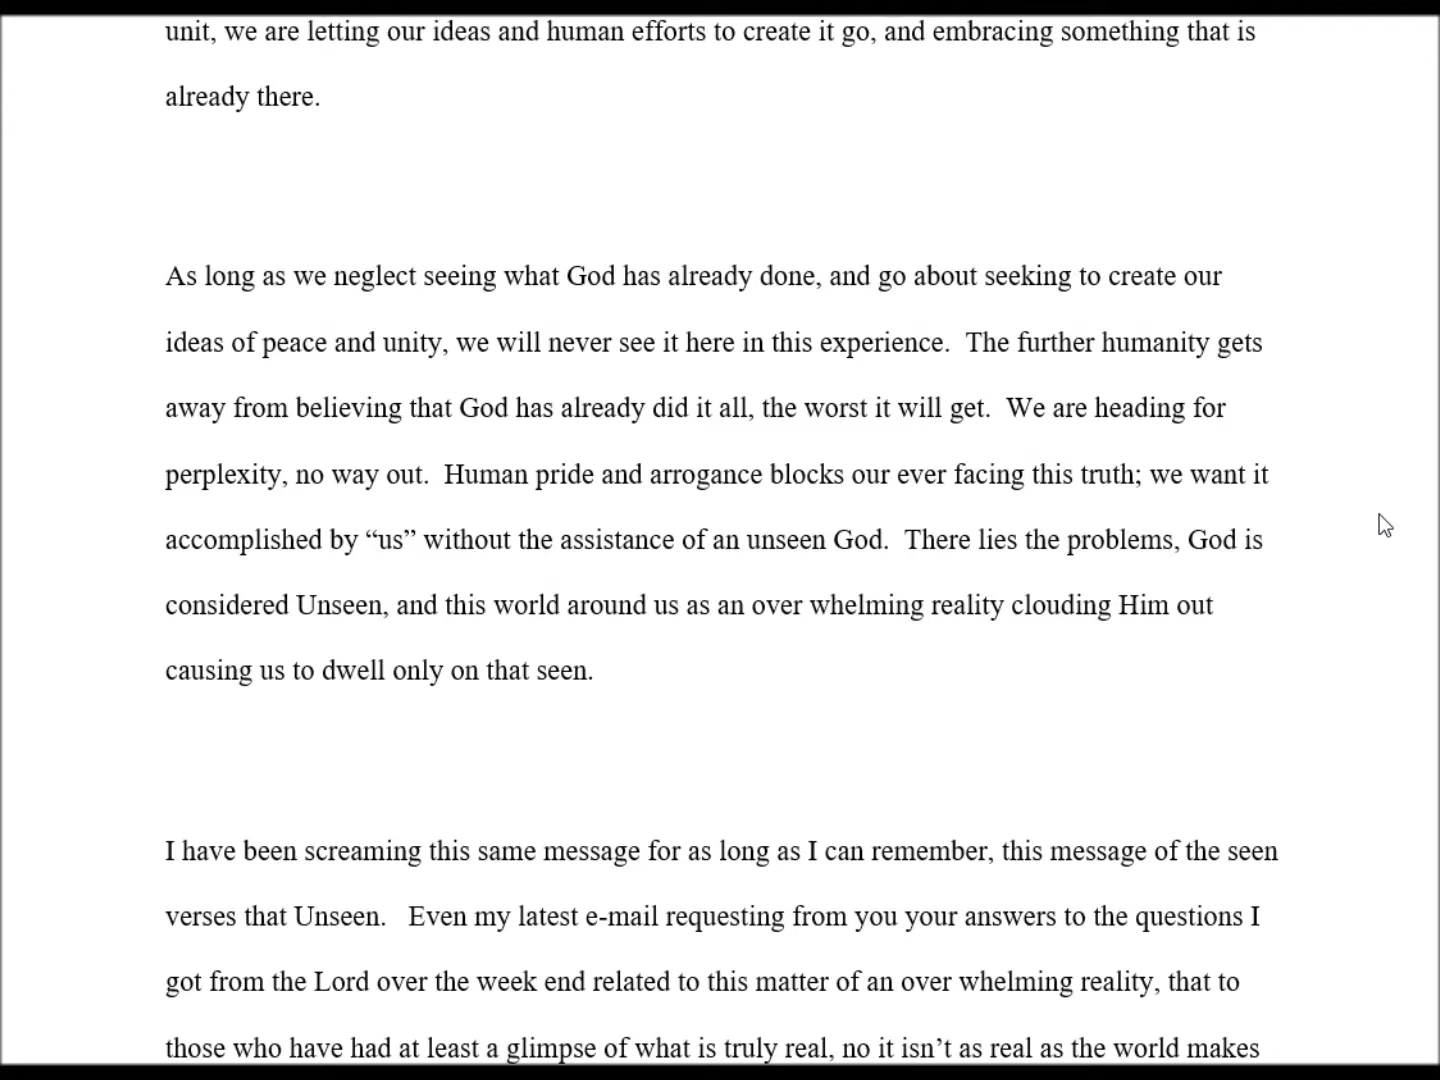 unit, we are letting our ideas and human efforts to create it go, and embracing something that is
already there.
As long as we neglect seeing what God has already done, and go about seeking to create our
ideas of peace and unity, we will never see it here in this experience.  The further humanity gets
away from believing that God has already did it all, the worst it will get.  We are heading for
perplexity, no way out.  Human pride and arrogance blocks our ever facing this truth; we want it
accomplished by “us” without the assistance of an unseen God.  There lies the problems, God is
considered Unseen, and this world around us as an over whelming reality clouding Him out
causing us to dwell only on that seen.
I have been screaming this same message for as long as I can remember, this message of the seen
verses that Unseen.   Even my latest e-mail requesting from you your answers to the questions I
got from the Lord over the week end related to this matter of an over whelming reality, that to
those who have had at least a glimpse of what is truly real, no it isn’t as real as the world makes